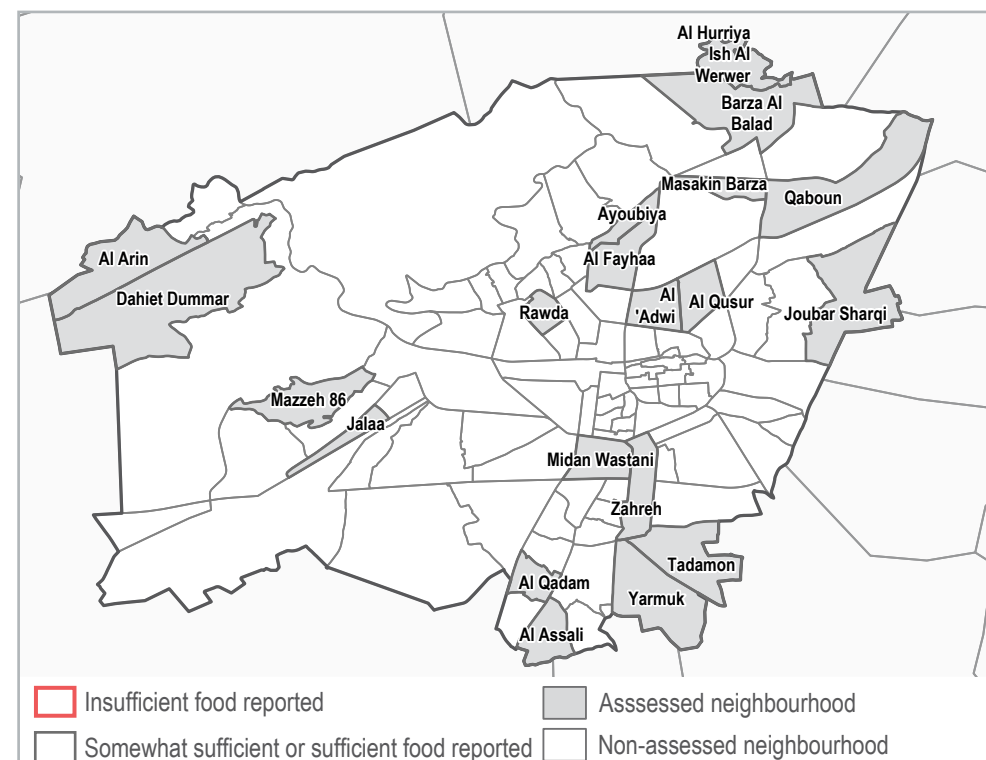 Al Hurriya
Ish Al
Werwer
Barza Al
Balad
Masakin Barza
Qaboun
Ayoubiya
Al Fayhaa
Al Arin
Dahiet Dummar
Rawda
Al
'Adwi
Al Qusur
Joubar Sharqi
Mazzeh 86
Jalaa
Midan Wastani
Zahreh
Tadamon
Al Qadam
Yarmuk
Al Assali
Insufficient food reported
Asssessed neighbourhood
Somewhat sufficient or sufficient food reported
Non-assessed neighbourhood